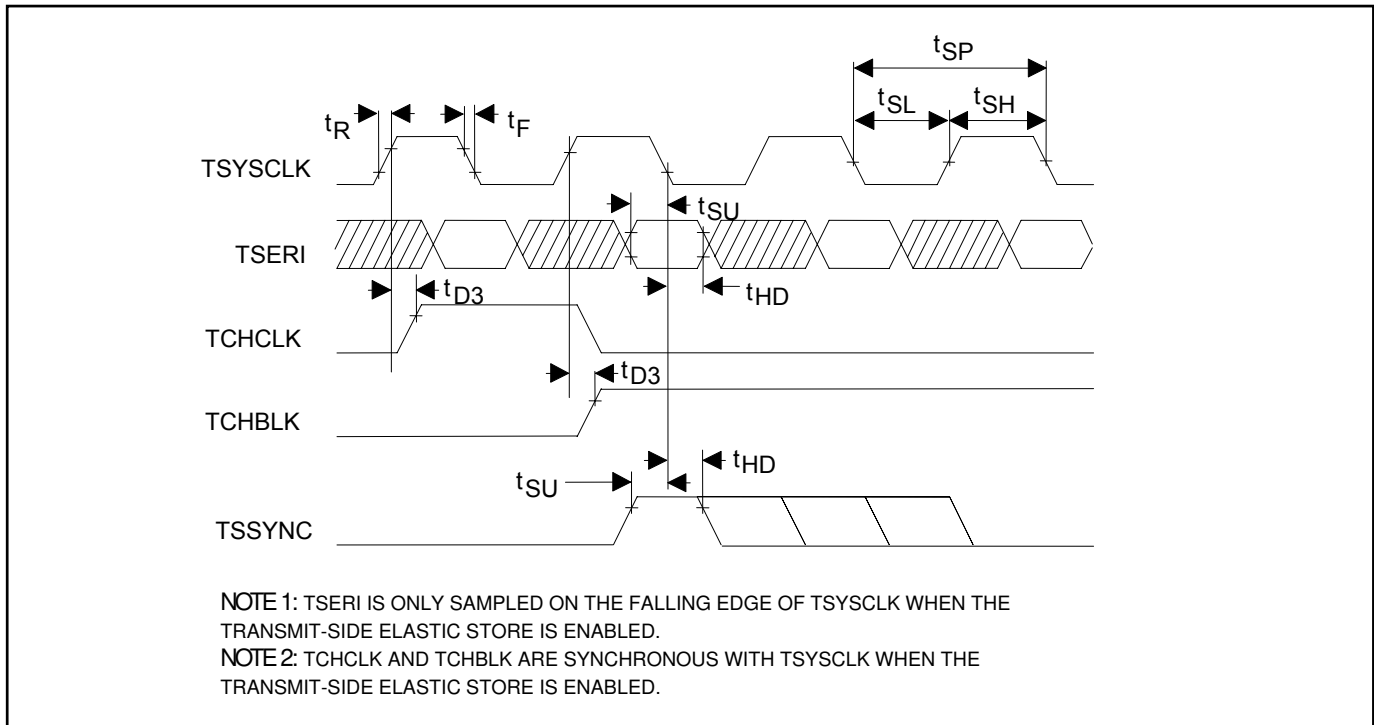 tSP
tSL tSH
tR tF
TSYSCLK
tSU
TSERI
tHD
tD3
TCHCLK
tD3
TCHBLK
tHD
tSU
TSSYNC
NOTE 1: TSERI IS ONLY SAMPLED ON THE FALLING EDGE OF TSYSCLK WHEN THE
TRANSMIT-SIDE ELASTIC STORE IS ENABLED.
NOTE 2: TCHCLK AND TCHBLK ARE SYNCHRONOUS WITH TSYSCLK WHEN THE
TRANSMIT-SIDE ELASTIC STORE IS ENABLED.